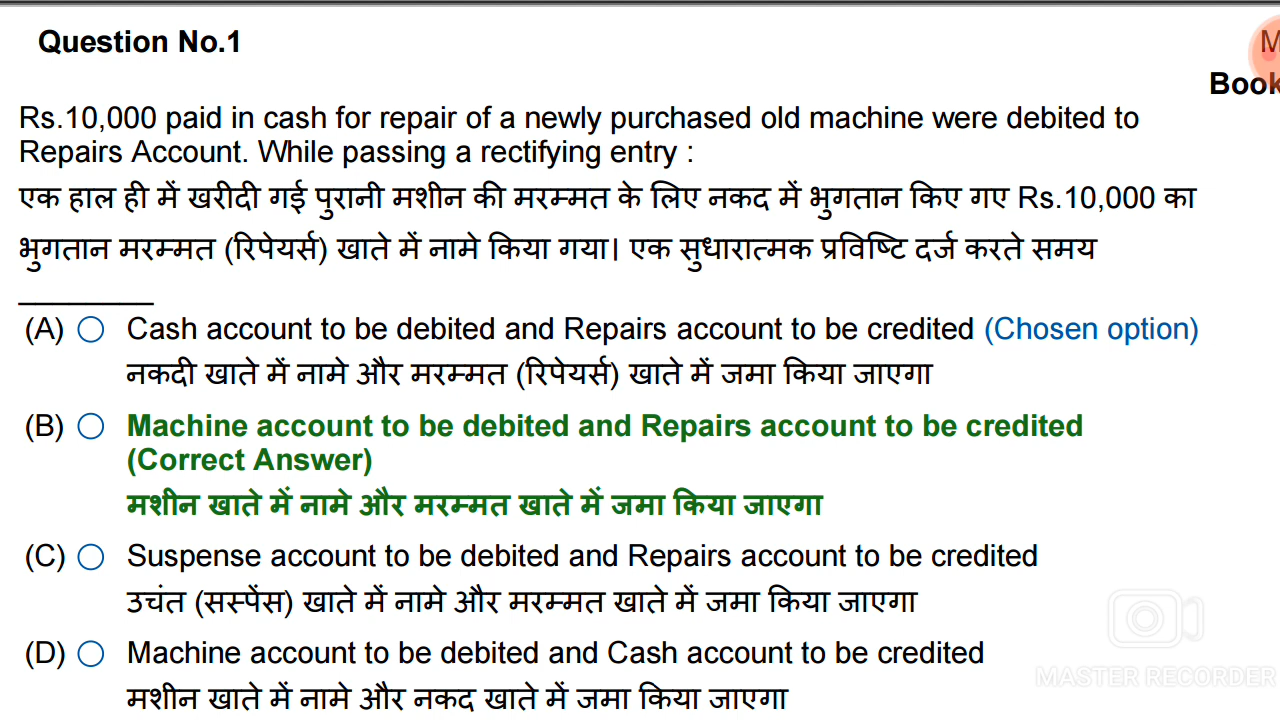 Question No.1
M
Book
Rs.10,000 paid in cash for repair of a newly purchased old machine were debited to
Repairs Account. While passing a rectifying entry :
एक हाल ही में खरीदी गई पुरानी मशीन की मरम्मत के लिए नकद में भुगतान किए गए Rs.10,000 का
भुगतान मरम्मत (रिपेयर्स) खाते में नामे किया गया। एक सुधारात्मक प्रविष्टि दर्ज करते समय
________
(A) Cash account to be debited and Repairs account to be credited (Chosen option)
नकदी खाते में नामे और मरम्मत (रिपेयर्स) खाते में जमा किया जाएगा
(B) Machine account to be debited and Repairs account to be credited
(Correct Answer)
मशीन खाते में नामे और मरम्मत खाते में जमा किया जाएगा
(C) Suspense account to be debited and Repairs account to be credited
उचंत (सस्पेंस) खाते में नामे और मरम्मत खाते में जमा किया जाएगा
(D) Machine account to be debited and Cash account to be credited
मशीन खाते में नामे और नकद खाते में जमा किया जाएगा
MASTER RECORDER